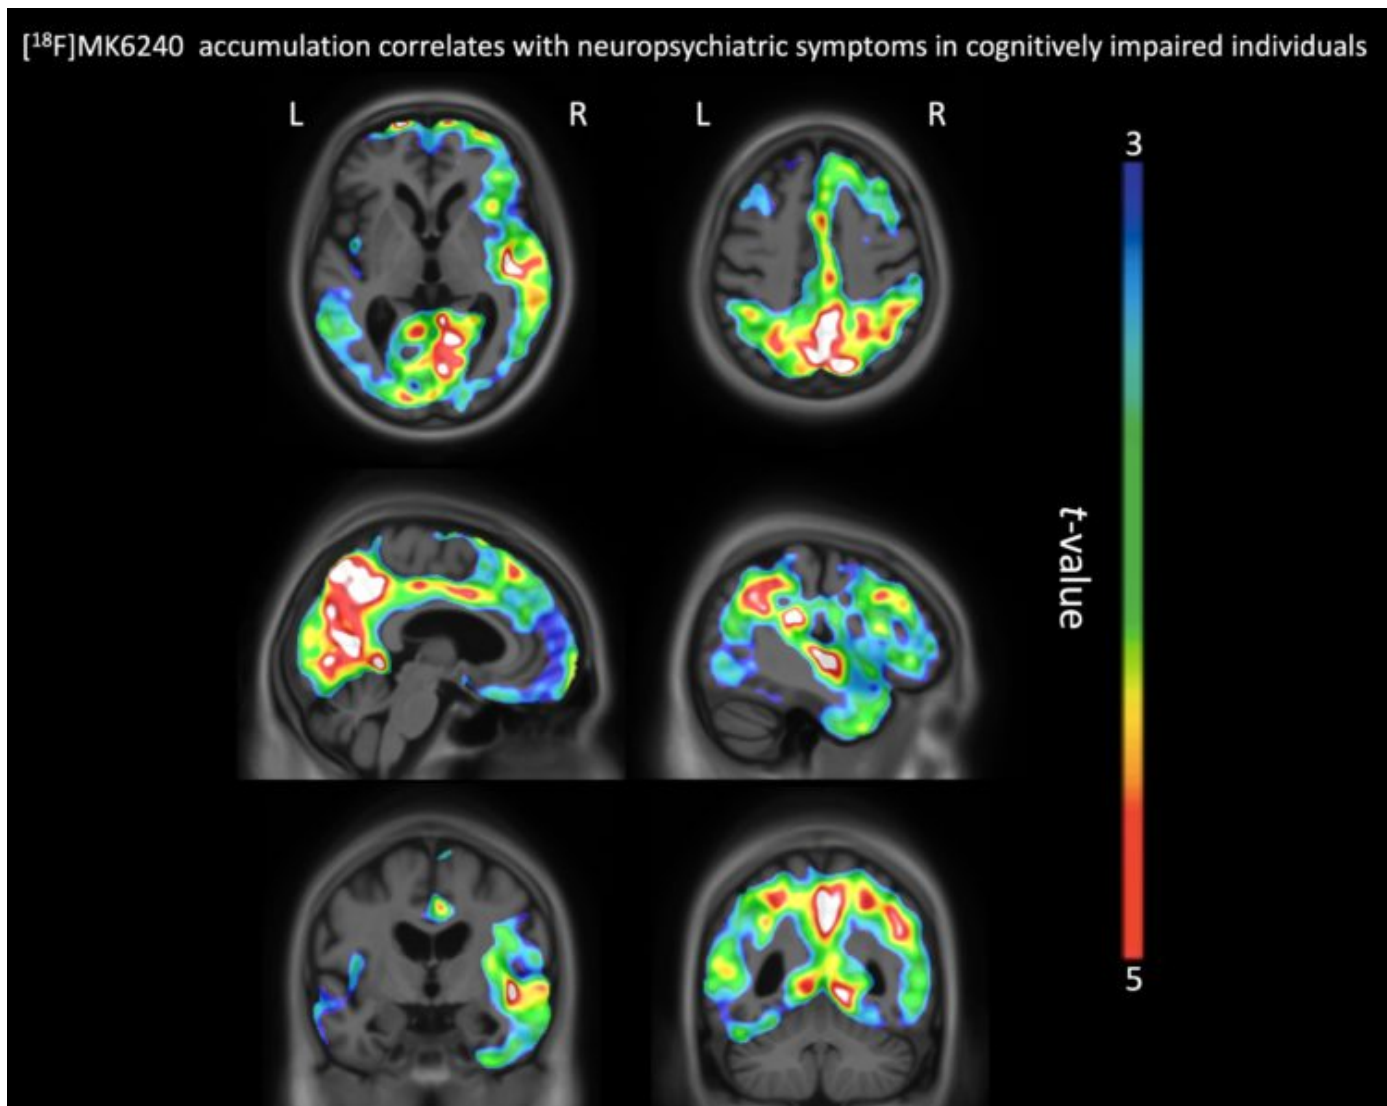 [¹⁸F]MK6240 accumulation correlates with neuropsychiatric symptoms in cognitively impaired individuals
L R L R
3
t-value
5